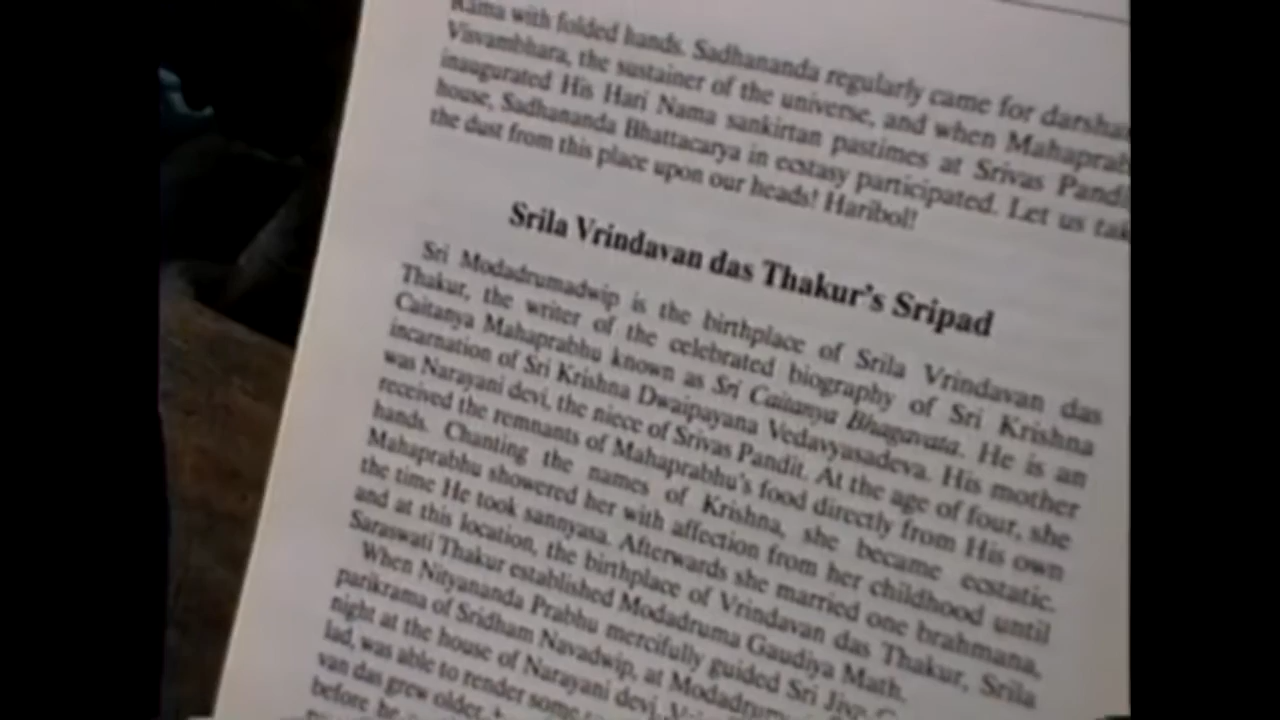 Rama with folded hands. Sadhananda regularly came for
Visvambhara, the sustainer of the universe, and when
inaugurated His Hari Nama sankirtan pastimes at Srivas
house, Sadhananda Bhattacarya in ecstasy participated. Let us
the dust from this place upon our heads! Haribol!
Srila Vrindavan das Thakur's Sripad
Sri Modadrumadwip is the birthplace of Srila Vrindavan das
Thakur, the writer of the celebrated biography of Sri Krishna
Caitanya Mahaprabhu known as Sri Caitanya Bhagavata. He is an
incarnation of Sri Krishna Dwaipayana Vedavyasadeva. His mother
was Narayani devi, the niece of Srivas Pandit. At the age of four, she
received the remnants of Mahaprabhu's food directly from His own
hands. Chanting the names of Krishna, she became ecstatic.
Mahaprabhu showered her with affection from her childhood until
the time He took sannyasa. Afterwards she married one brahmana,
and at this location, the birthplace of Vrindavan das Thakur, Srila
Saraswati Thakur established Modadruma Gaudiya Math.
When Nityananda Prabhu mercifully guided Sri
parikrama of Sridham Navadwip, at
night at the house of Narayani devi,
lad, was able to render some
van das grew older,
before he